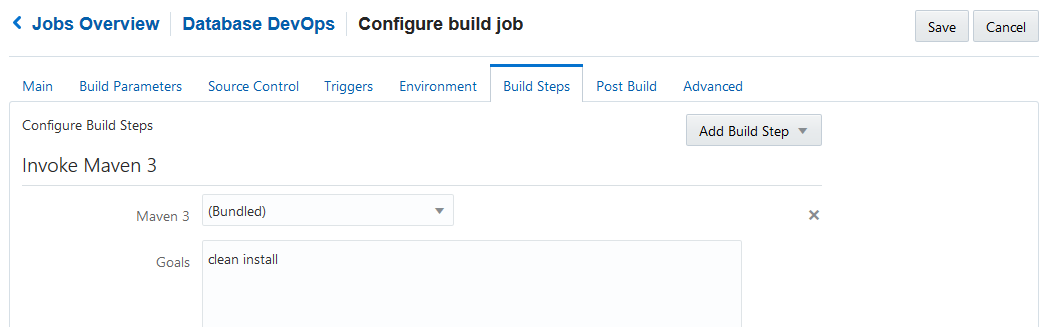 Jobs Overview Database DevOps Configure build job Save Cancel
Main Build Parameters Source Control Triggers Environment Build Steps Post Build Advanced
Configure Build Steps Add Build Step
Invoke Maven 3
Maven 3 (Bundled)
Goals clean install